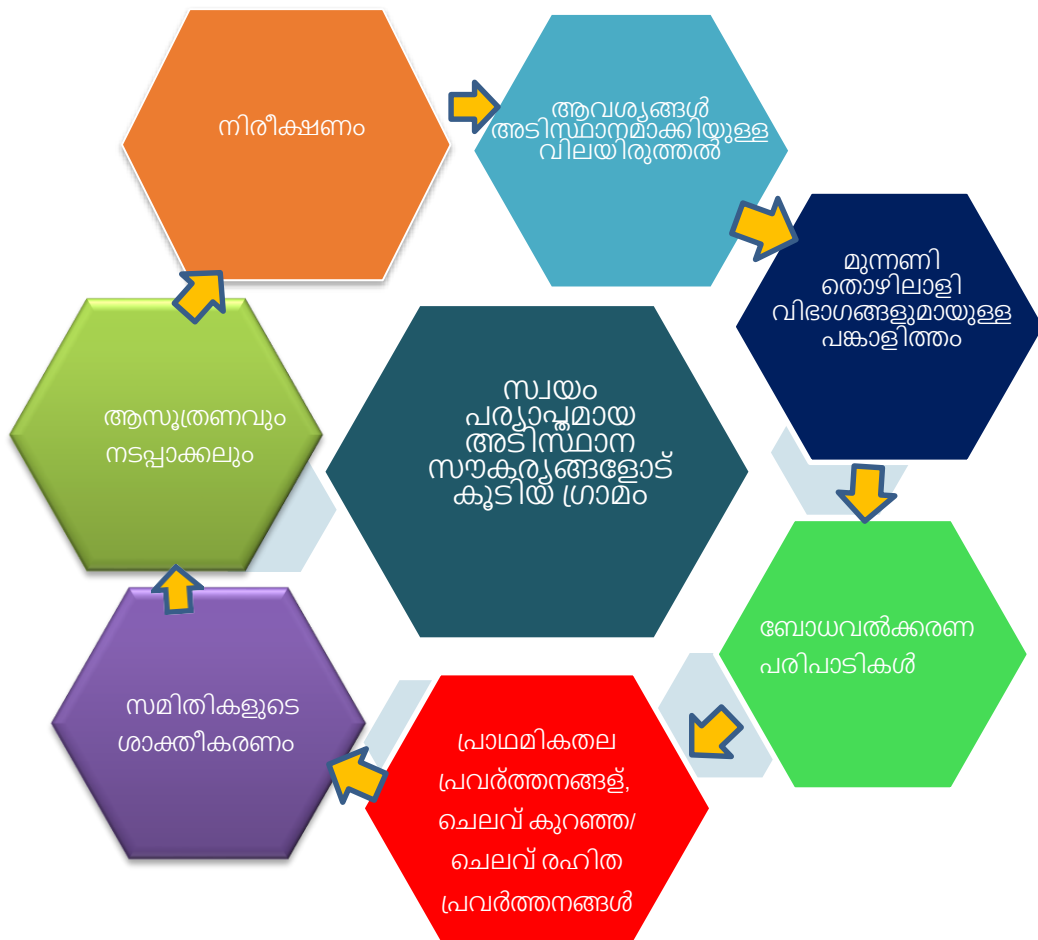 നിരീക്ഷണം
ആവശ്യങ്ങൾ
അടിസ്ഥാനമാക്കിയുള്ള
വിലയിരുത്തൽ
മുന്നണി
തൊഴിലാളി
വിഭാഗങ്ങളുമായുള്ള
പങ്കാളിത്തം
ബോധവൽക്കരണ
പരിപാടികൾ
പ്രാഥമികതല
പ്രവര്ത്തനങ്ങള്,
ചെലവ് കുറഞ്ഞ/
ചെലവ് രഹിത
പ്രവർത്തനങ്ങൾ
സമിതികളുടെ
ശാക്തീകരണം
ആസൂത്രണവും
നടപ്പാക്കലും
സ്വയം
പര്യാപ്തമായ
അടിസ്ഥാന
സൗകര്യങ്ങളോട്
കൂടിയ ഗ്രാമം